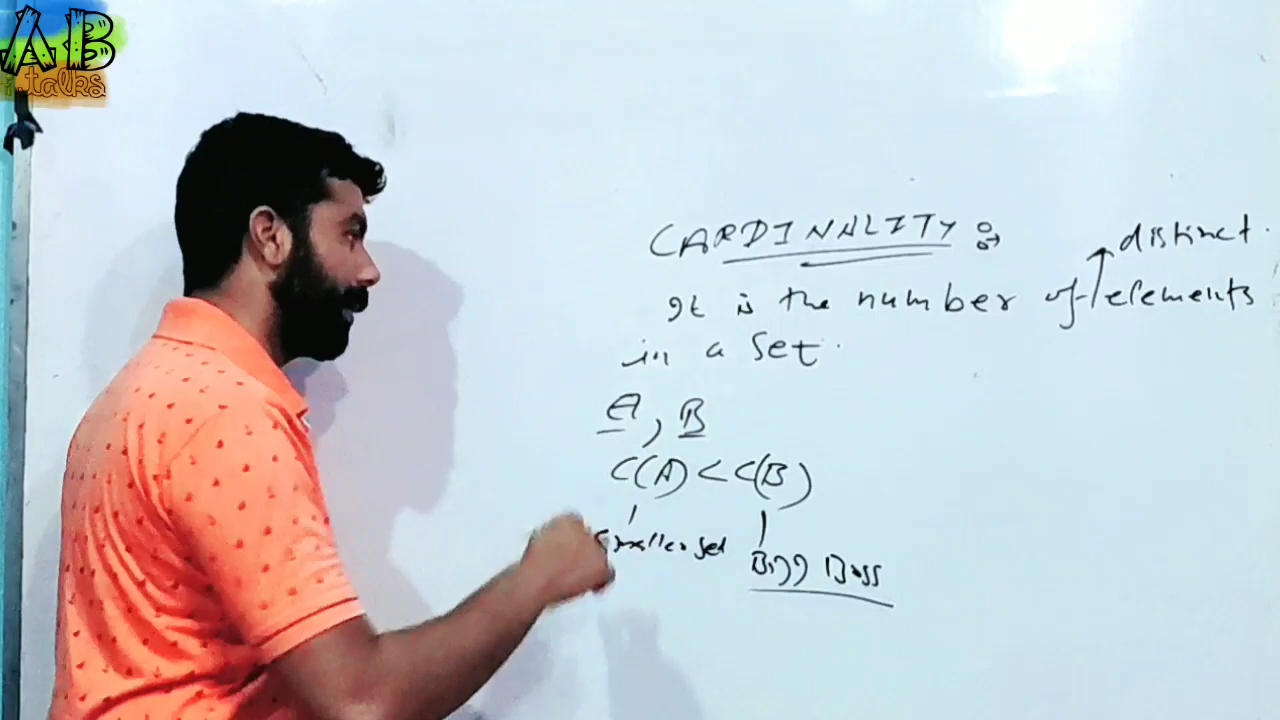 AB
talks
CARDINALITY :→ distinct.
It is the number of elements
in a set.
A, B
C(A) < C(B)
Smaller set Bigg Boss